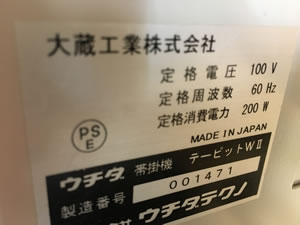 大蔵工業株式会社
定格電圧 100 V
定格周波数 60 Hz
定格消費電力 200 W
PS
E
MADE IN JAPAN
ウチダ 帯掛機 テーピットWⅡ
製造番号 001471
ウチダテクノ